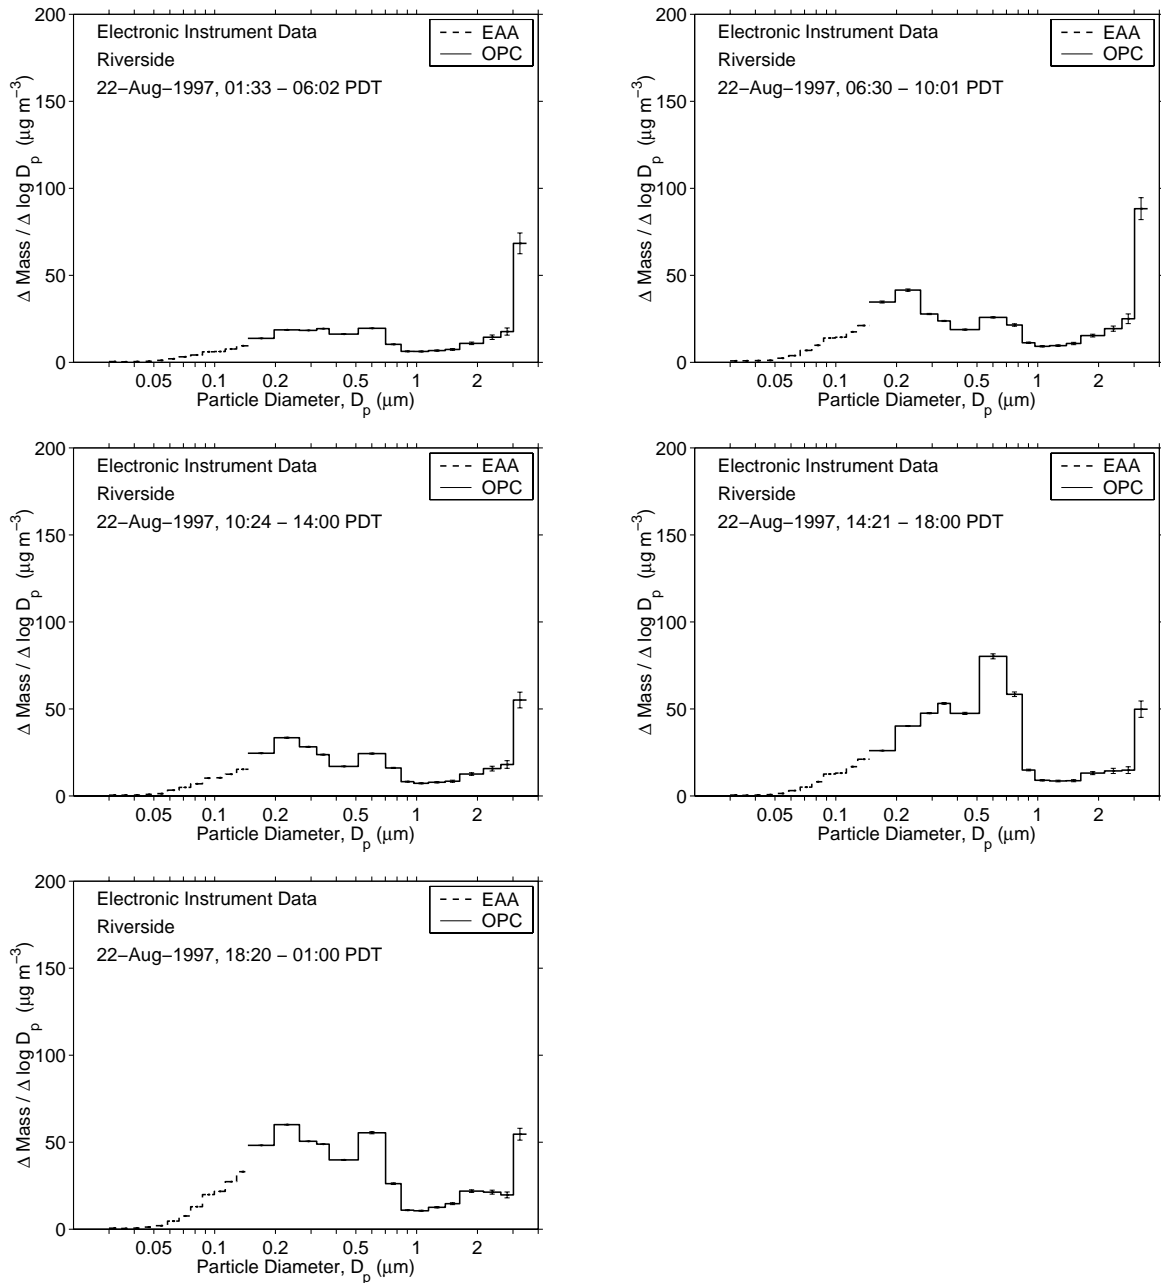 200
150
100
50
0
Δ Mass / Δ log D_p (μg m⁻³)
Electronic Instrument Data
Riverside
22−Aug−1997, 01:33 − 06:02 PDT
EAA
OPC
0.05 0.1 0.2 0.5 1 2
Particle Diameter, D_p (μm)
200
150
100
50
0
Δ Mass / Δ log D_p (μg m⁻³)
Electronic Instrument Data
Riverside
22−Aug−1997, 06:30 − 10:01 PDT
EAA
OPC
0.05 0.1 0.2 0.5 1 2
Particle Diameter, D_p (μm)
200
150
100
50
0
Δ Mass / Δ log D_p (μg m⁻³)
Electronic Instrument Data
Riverside
22−Aug−1997, 10:24 − 14:00 PDT
EAA
OPC
0.05 0.1 0.2 0.5 1 2
Particle Diameter, D_p (μm)
200
150
100
50
0
Δ Mass / Δ log D_p (μg m⁻³)
Electronic Instrument Data
Riverside
22−Aug−1997, 14:21 − 18:00 PDT
EAA
OPC
0.05 0.1 0.2 0.5 1 2
Particle Diameter, D_p (μm)
200
150
100
50
0
Δ Mass / Δ log D_p (μg m⁻³)
Electronic Instrument Data
Riverside
22−Aug−1997, 18:20 − 01:00 PDT
EAA
OPC
0.05 0.1 0.2 0.5 1 2
Particle Diameter, D_p (μm)